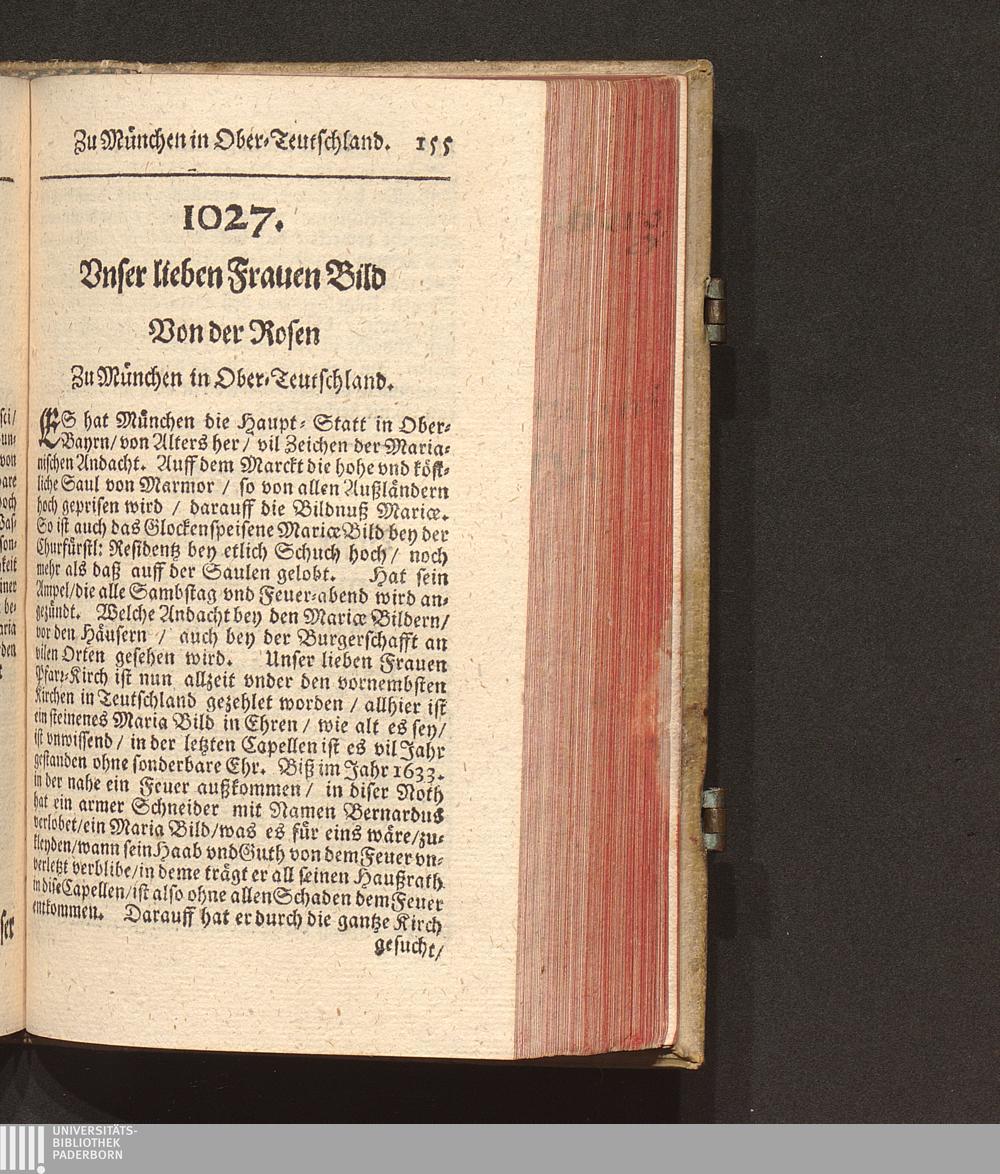 Zu München in Ober-Teutschland. 155
1027.
Vnser lieben Frauen Bild
Von der Rosen
Zu München in Ober-Teutschland.
ES hat München die Haupt-Statt in Ober-
Bayrn/von Alters her/ vil Zeichen der Maria-
nischen Andacht. Auff dem Marckt die hohe vnd köst-
liche Saul von Marmor / so von allen Außländern
hoch geprisen wird / darauff die Bildnuß Mariæ.
So ist auch das Glockenspeisene Mariæ Bild bey der
Churfürstl: Residentz bey etlich Schuch hoch/ noch
mehr als daß auff der Saulen gelobt. Hat sein
Ampel/die alle Sambstag vnd Feuer-abend wird an-
gezündt. Welche Andacht bey den Mariæ Bildern/
vor den Häusern / auch bey der Burgerschafft an
vilen Orten gesehen wird. Unser lieben Frauen
Pfarr-Kirch ist nun allzeit vnder den vornembsten
Kirchen in Teutschland gezehlet worden / allhier ist
ein steinenes Maria Bild in Ehren / wie alt es sey/
ist vnwissend / in der letzten Capellen ist es vil Jahr
gestanden ohne sonderbare Ehr. Biß im Jahr 1633.
in der nahe ein Feuer außkommen / in diser Noth
hat ein armer Schneider mit Namen Bernardus
verlobet/ein Maria Bild/was es für eins wäre/zu-
kleyden/wann sein Haab vnd Guth von dem Feuer vn-
verletzt verblibe/in deme trägt er all seinen Haußrath
in dise Capellen/ist also ohne allen Schaden dem Feuer
entkommen. Darauff hat er durch die gantze Kirch
gesucht/
UNIVERSITÄTS-
BIBLIOTHEK
PADERBORN